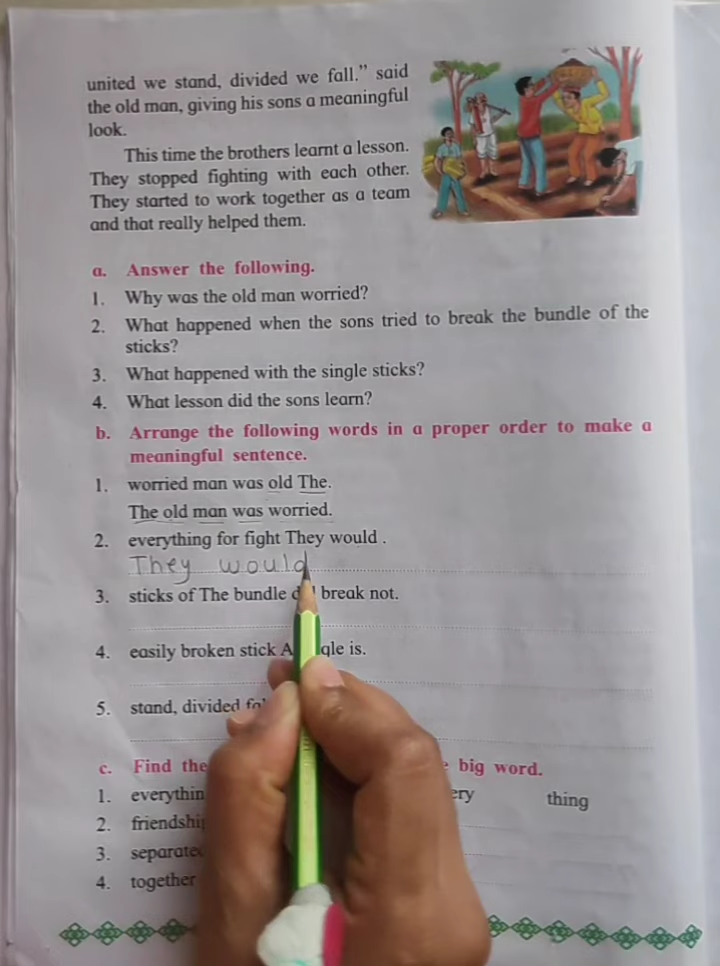 united we stand, divided we fall." said
the old man, giving his sons a meaningful
look.
This time the brothers learnt a lesson.
They stopped fighting with each other.
They started to work together as a team
and that really helped them.
a. Answer the following.
1. Why was the old man worried?
2. What happened when the sons tried to break the bundle of the
sticks?
3. What happened with the single sticks?
4. What lesson did the sons learn?
b. Arrange the following words in a proper order to make a
meaningful sentence.
1. worried man was old The.
The old man was worried.
2. everything for fight They would .
They would
3. sticks of The bundle break not.
4. easily broken stick is.
5. stand, divided
c. Find the big word.
1. thing
2.
3.
4. together